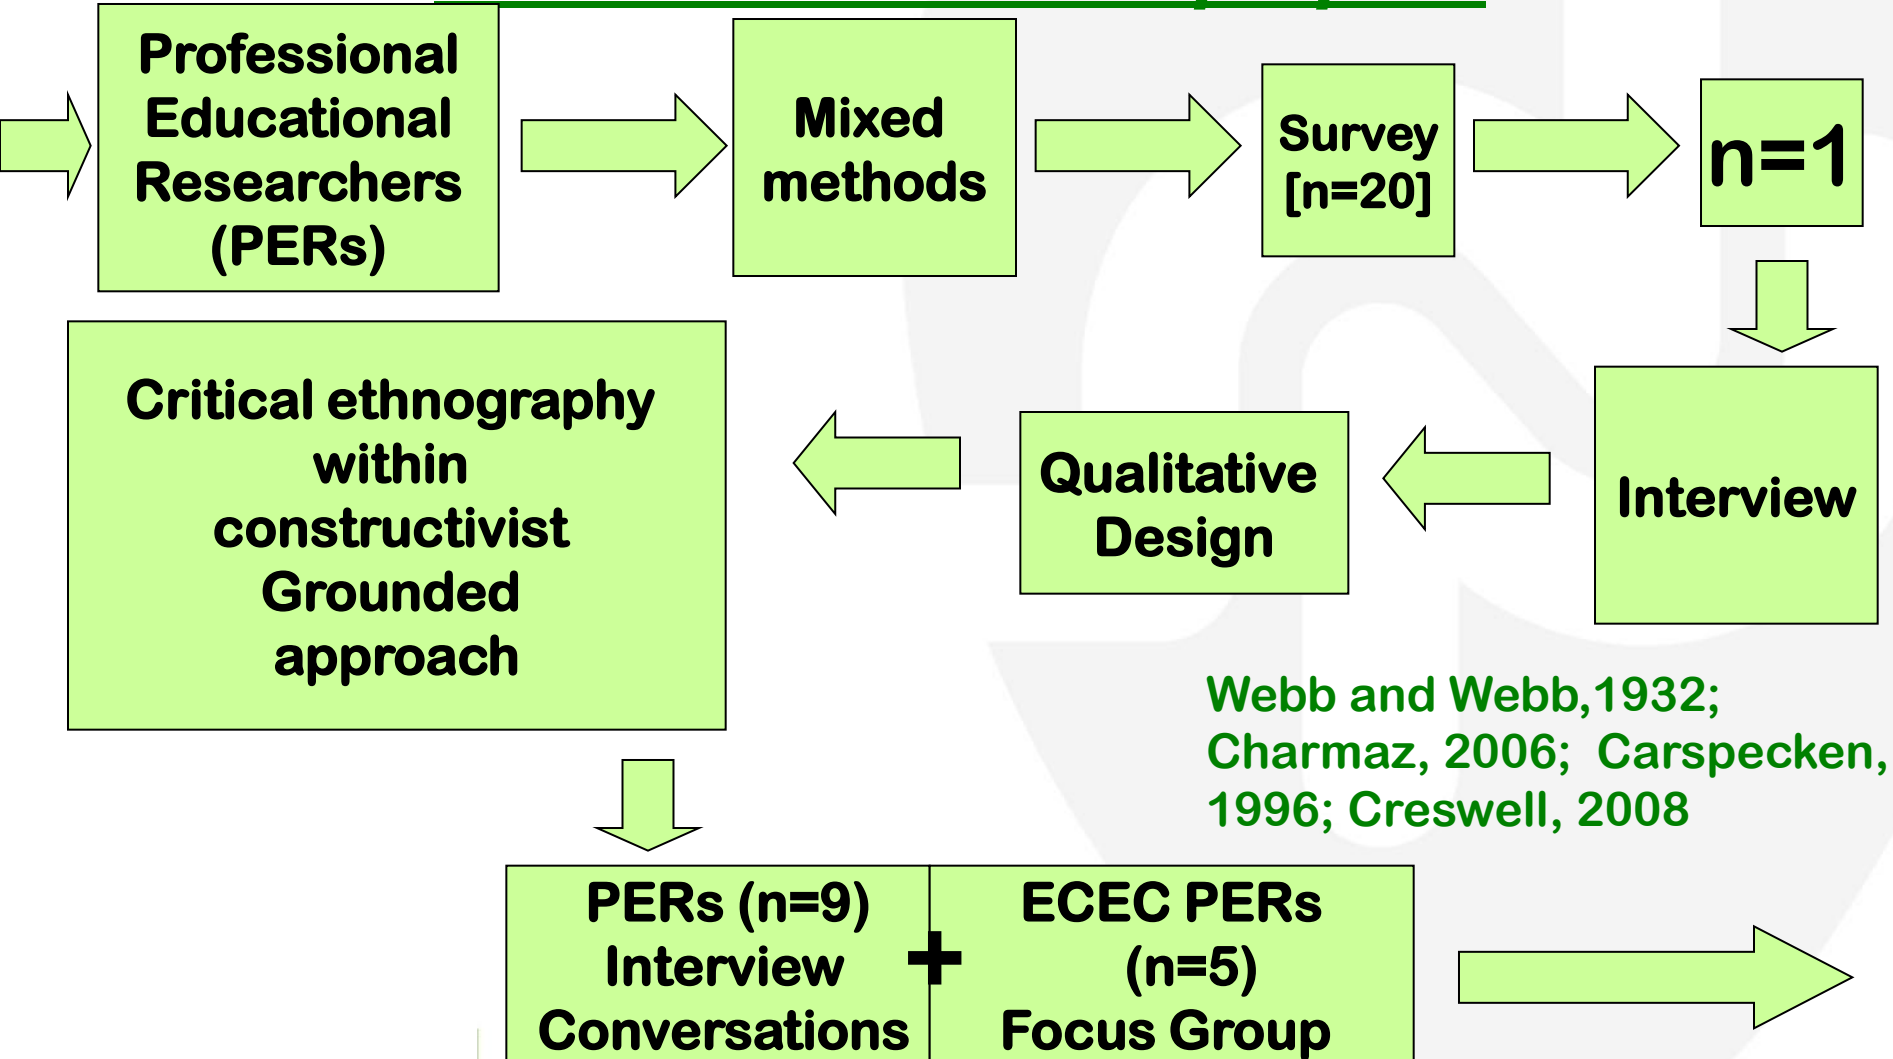 Professional
Educational
Researchers
(PERs)
Mixed
methods
Survey
[n=20]
n=1
Interview
Qualitative
Design
Critical ethnography
within
constructivist
Grounded
approach
Webb and Webb,1932;
Charmaz, 2006;  Carspecken,
1996; Creswell, 2008
PERs (n=9)
Interview
Conversations
+
ECEC PERs
(n=5)
Focus Group